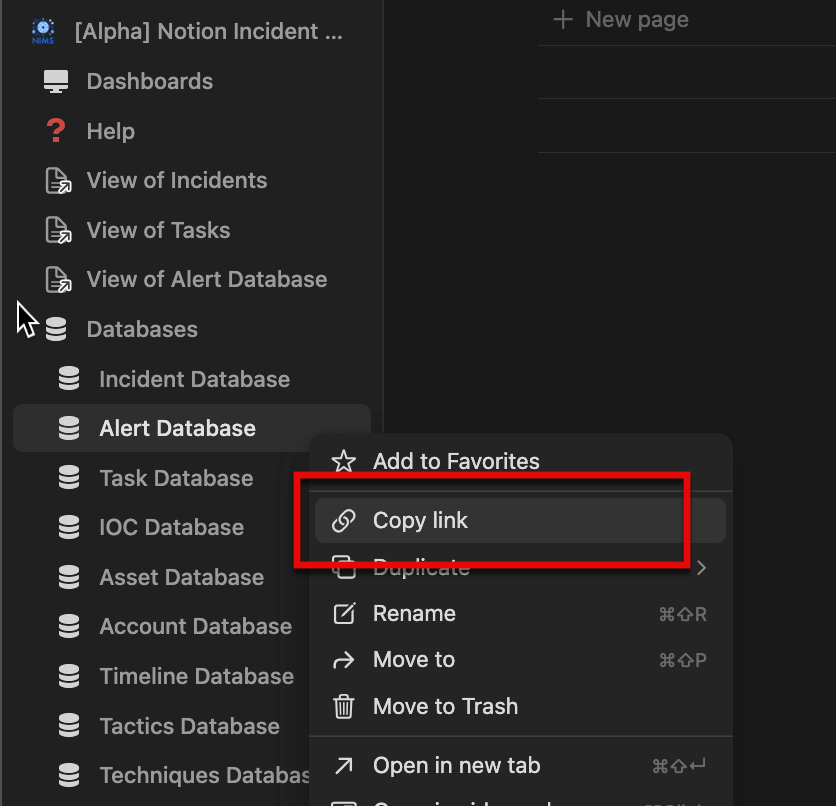 NIMS
[Alpha] Notion Incident ...
New page
Dashboards
Help
View of Incidents
View of Tasks
View of Alert Database
Databases
Incident Database
Alert Database
Task Database
IOC Database
Asset Database
Account Database
Timeline Database
Tactics Database
Techniques Databas
Add to Favorites
Copy link
Duplicate
Rename ⌘⇧R
Move to ⌘⇧P
Move to Trash
Open in new tab ⌘⇧↵